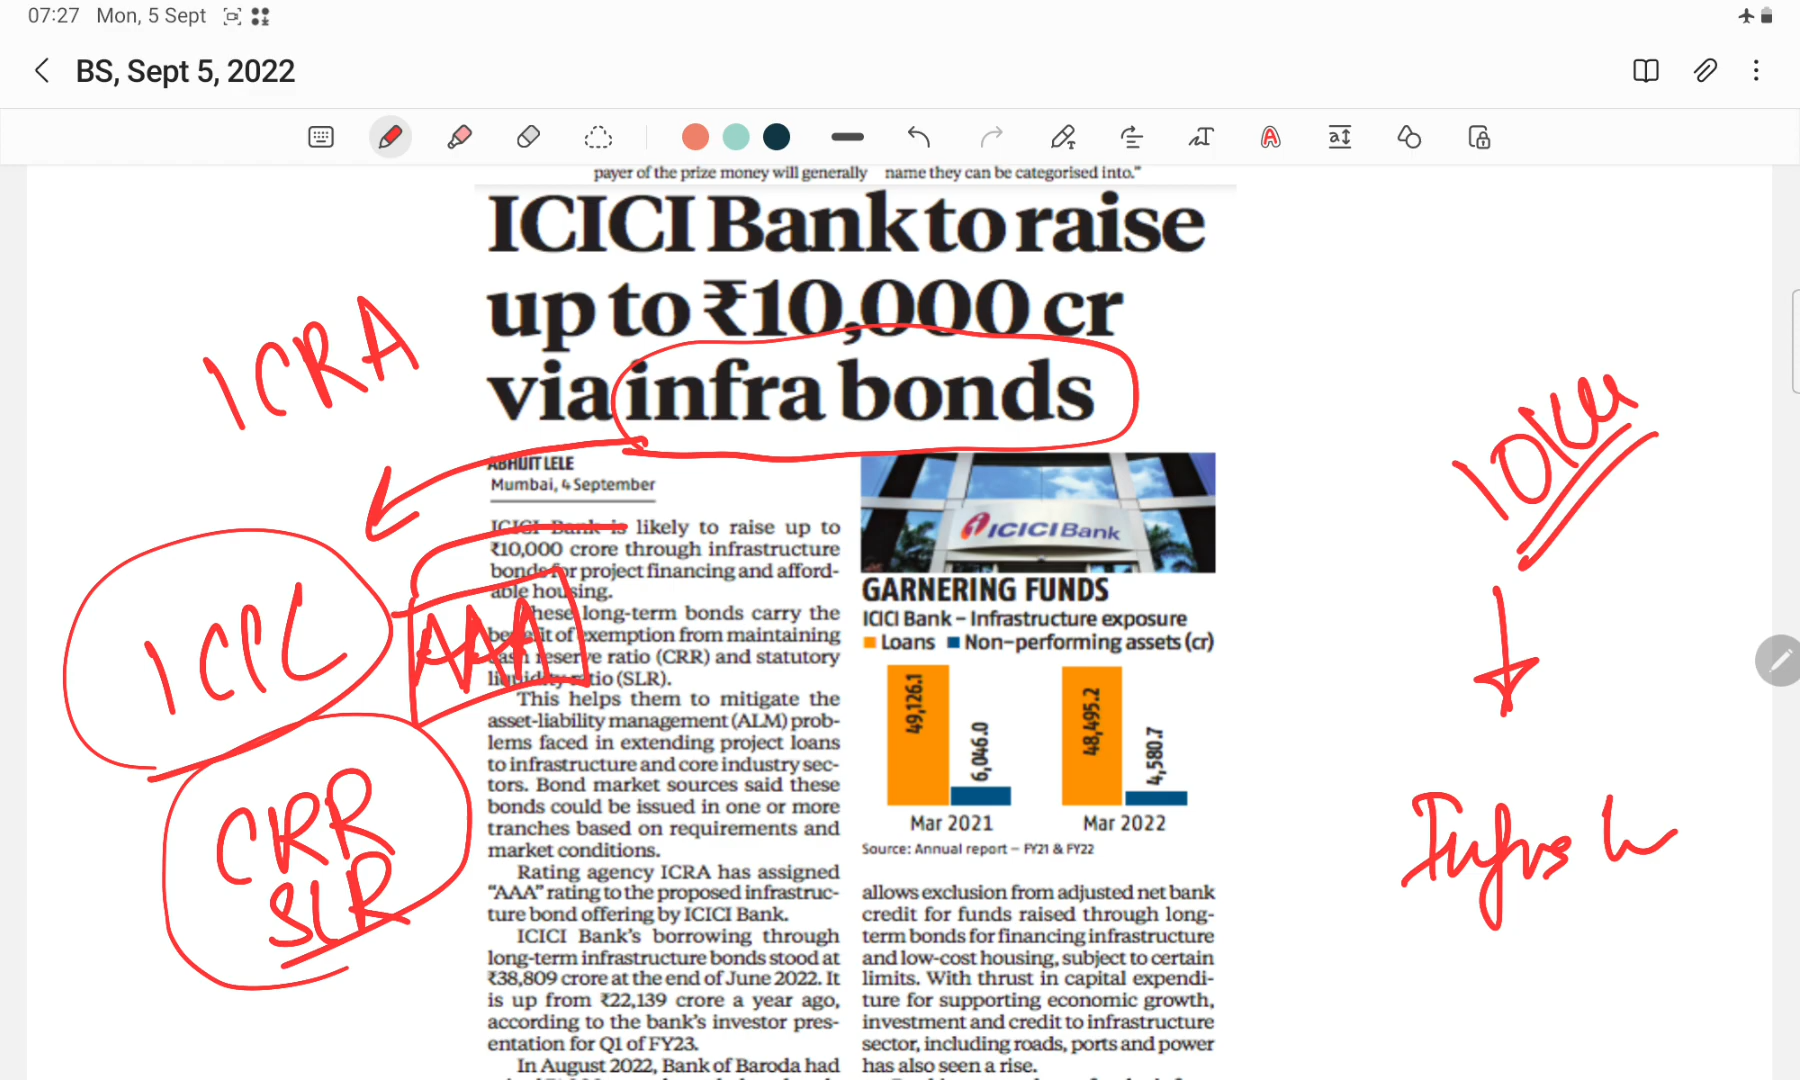 07:27 Mon, 5 Sept
BS, Sept 5, 2022
payer of the prize money will generally name they can be categorised into."
ICICI Bank to raise
up to ₹10,000 cr
via infra bonds
ICRA
ABHIJIT LELE
Mumbai, 4 September
ICICI Bank is likely to raise up to
₹10,000 crore through infrastructure
bonds for project financing and afford-
able housing.
These long-term bonds carry the
benefit of exemption from maintaining
cash reserve ratio (CRR) and statutory
liquidity ratio (SLR).
This helps them to mitigate the
asset-liability management (ALM) prob-
lems faced in extending project loans
to infrastructure and core industry sec-
tors. Bond market sources said these
bonds could be issued in one or more
tranches based on requirements and
market conditions.
Rating agency ICRA has assigned
"AAA" rating to the proposed infrastruc-
ture bond offering by ICICI Bank.
ICICI Bank's borrowing through
long-term infrastructure bonds stood at
₹38,809 crore at the end of June 2022. It
is up from ₹22,139 crore a year ago,
according to the bank's investor pres-
entation for Q1 of FY23.
In August 2022, Bank of Baroda had
AAA
CRR
SLR
ICICI Bank
GARNERING FUNDS
ICICI Bank – Infrastructure exposure
Loans Non-performing assets (cr)
49,126.1 6,046.0 48,495.2 4,580.7
Mar 2021 Mar 2022
Source: Annual report – FY21 & FY22
allows exclusion from adjusted net bank
credit for funds raised through long-
term bonds for financing infrastructure
and low-cost housing, subject to certain
limits. With thrust in capital expendi-
ture for supporting economic growth,
investment and credit to infrastructure
sector, including roads, ports and power
has also seen a rise.